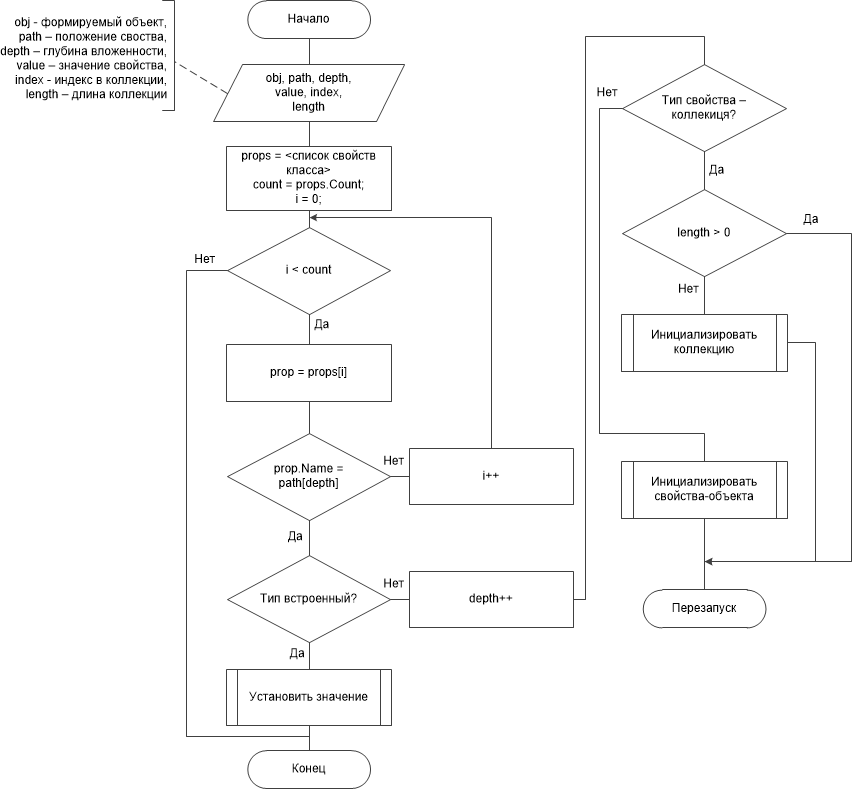 Начало
obj - формируемый объект,
path – положение совства,
depth – глубина вложенности,
value – значение свойства,
index - индекс в коллекции,
length – длина коллекции
obj, path, depth,
value, index,
length
props = <список свойств
класса>
count = props.Count;
i = 0;
Нет
i < count
Да
prop = props[i]
prop.Name =
path[depth]
Нет
i++
Да
Тип встроенный?
Нет
depth++
Да
Установить значение
Конец
Нет
Тип свойства –
коллекиця?
Да
length > 0
Да
Нет
Инициализировать
коллекцию
Инициализировать
свойства-объекта
Перезапуск